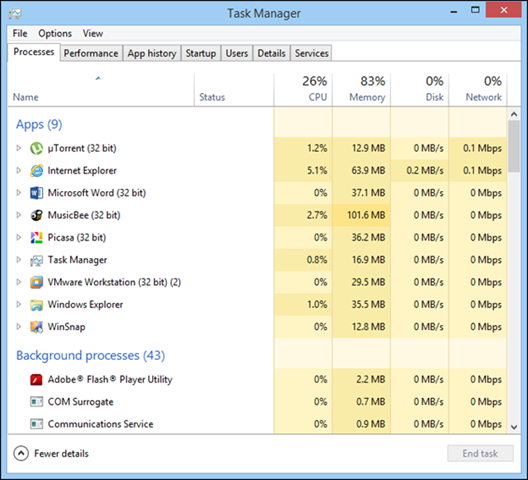 Task Manager
File Options View
Processes Performance App history Startup Users Details Services
26% 83% 0% 0%
Name Status CPU Memory Disk Network
Apps (9)
µTorrent (32 bit) 1.2% 12.9 MB 0 MB/s 0.1 Mbps
Internet Explorer 5.1% 63.9 MB 0.2 MB/s 0.1 Mbps
Microsoft Word (32 bit) 0% 37.1 MB 0 MB/s 0 Mbps
MusicBee (32 bit) 2.7% 101.6 MB 0 MB/s 0 Mbps
Picasa (32 bit) 0% 36.2 MB 0 MB/s 0 Mbps
Task Manager 0.8% 16.9 MB 0 MB/s 0 Mbps
VMware Workstation (32 bit) (2) 0% 29.5 MB 0 MB/s 0 Mbps
Windows Explorer 1.0% 35.5 MB 0 MB/s 0 Mbps
WinSnap 0% 12.8 MB 0 MB/s 0 Mbps
Background processes (43)
Adobe® Flash® Player Utility 0% 2.2 MB 0 MB/s 0 Mbps
COM Surrogate 0% 0.7 MB 0 MB/s 0 Mbps
Communications Service 0% 0.9 MB 0 MB/s 0 Mbps
Fewer details End task